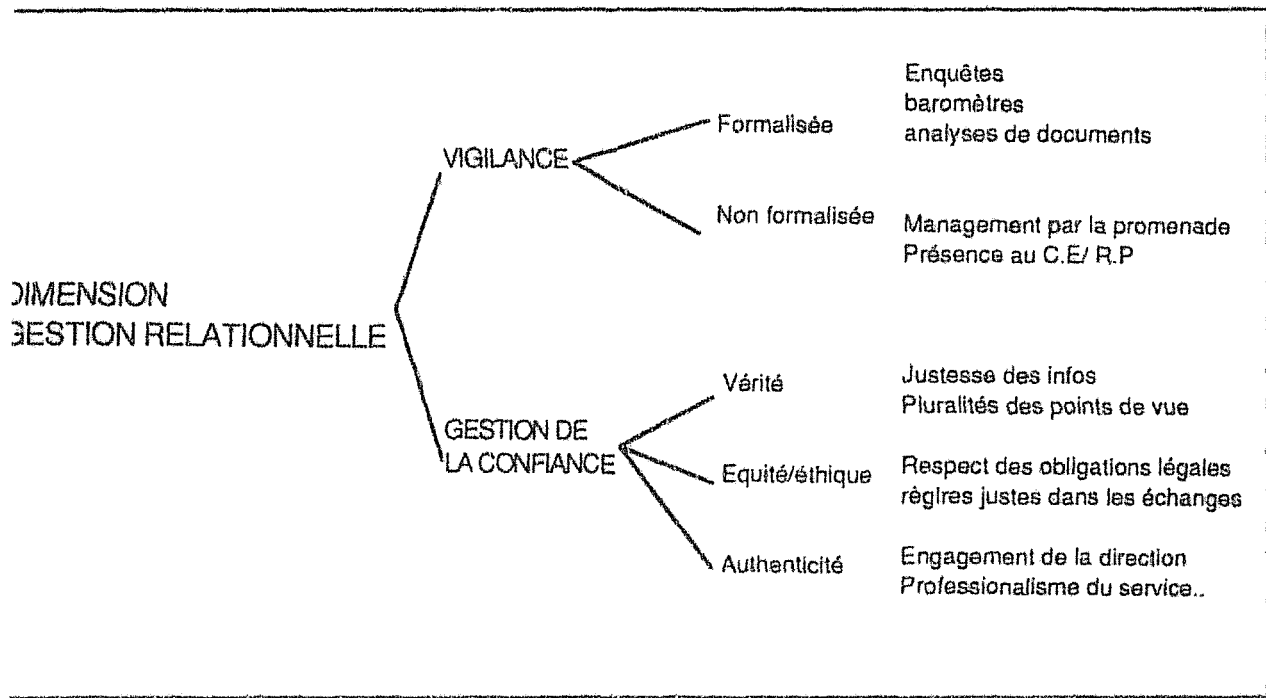 Enquêtes
baromètres
analyses de documents
Formalisée
VIGILANCE
Non formalisée
Management par la promenade
Présence au C.E/ R.P
DIMENSION
GESTION RELATIONNELLE
Vérité
Justesse des infos
Pluralités des points de vue
GESTION DE
LA CONFIANCE
Equité/éthique
Respect des obligations légales
règires justes dans les échanges
Authenticité
Engagement de la direction
Professionalisme du service..